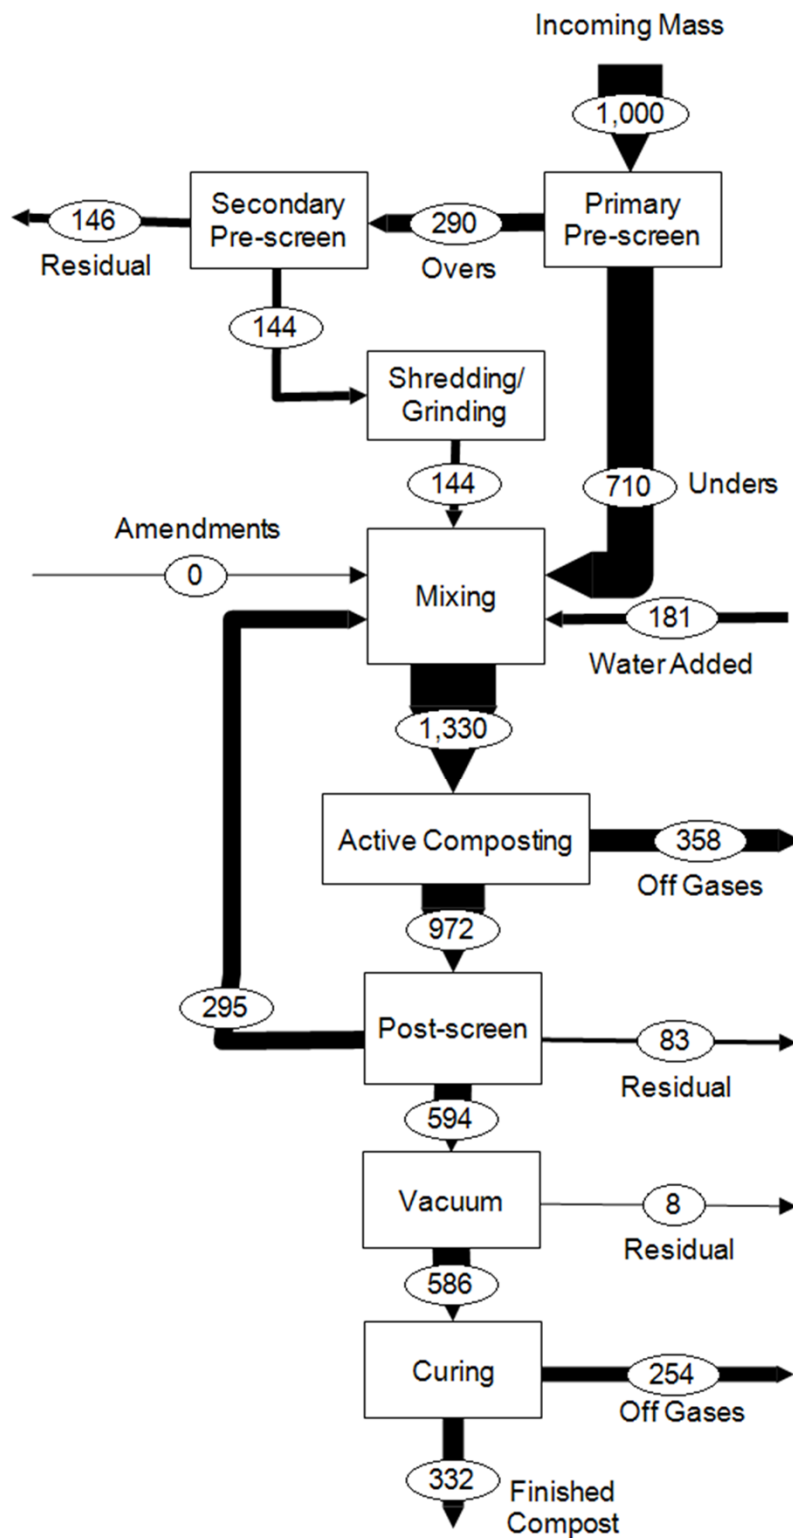 Incoming Mass
1,000
Secondary
Pre-screen
Primary
Pre-screen
146
Residual
290
Overs
144
Shredding/
Grinding
144
710
Unders
Amendments
0
Mixing
181
Water Added
1,330
Active Composting
358
Off Gases
972
295
Post-screen
83
Residual
594
Vacuum
8
Residual
586
Curing
254
Off Gases
332
Finished
Compost